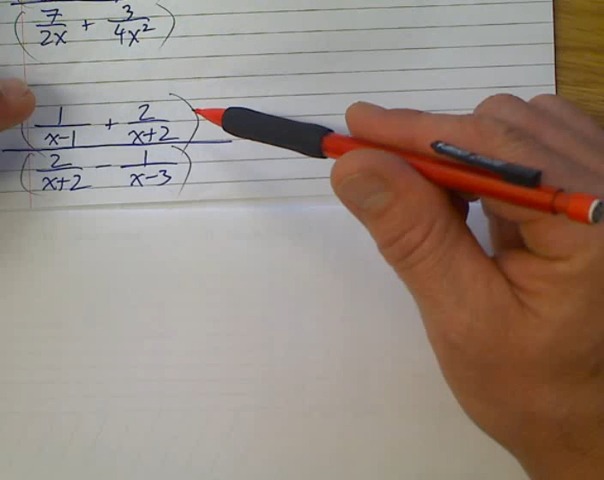 (7/2x + 3/4x²)
(1/x-1 + 2/x+2)
(2/x+2 - 1/x-3)